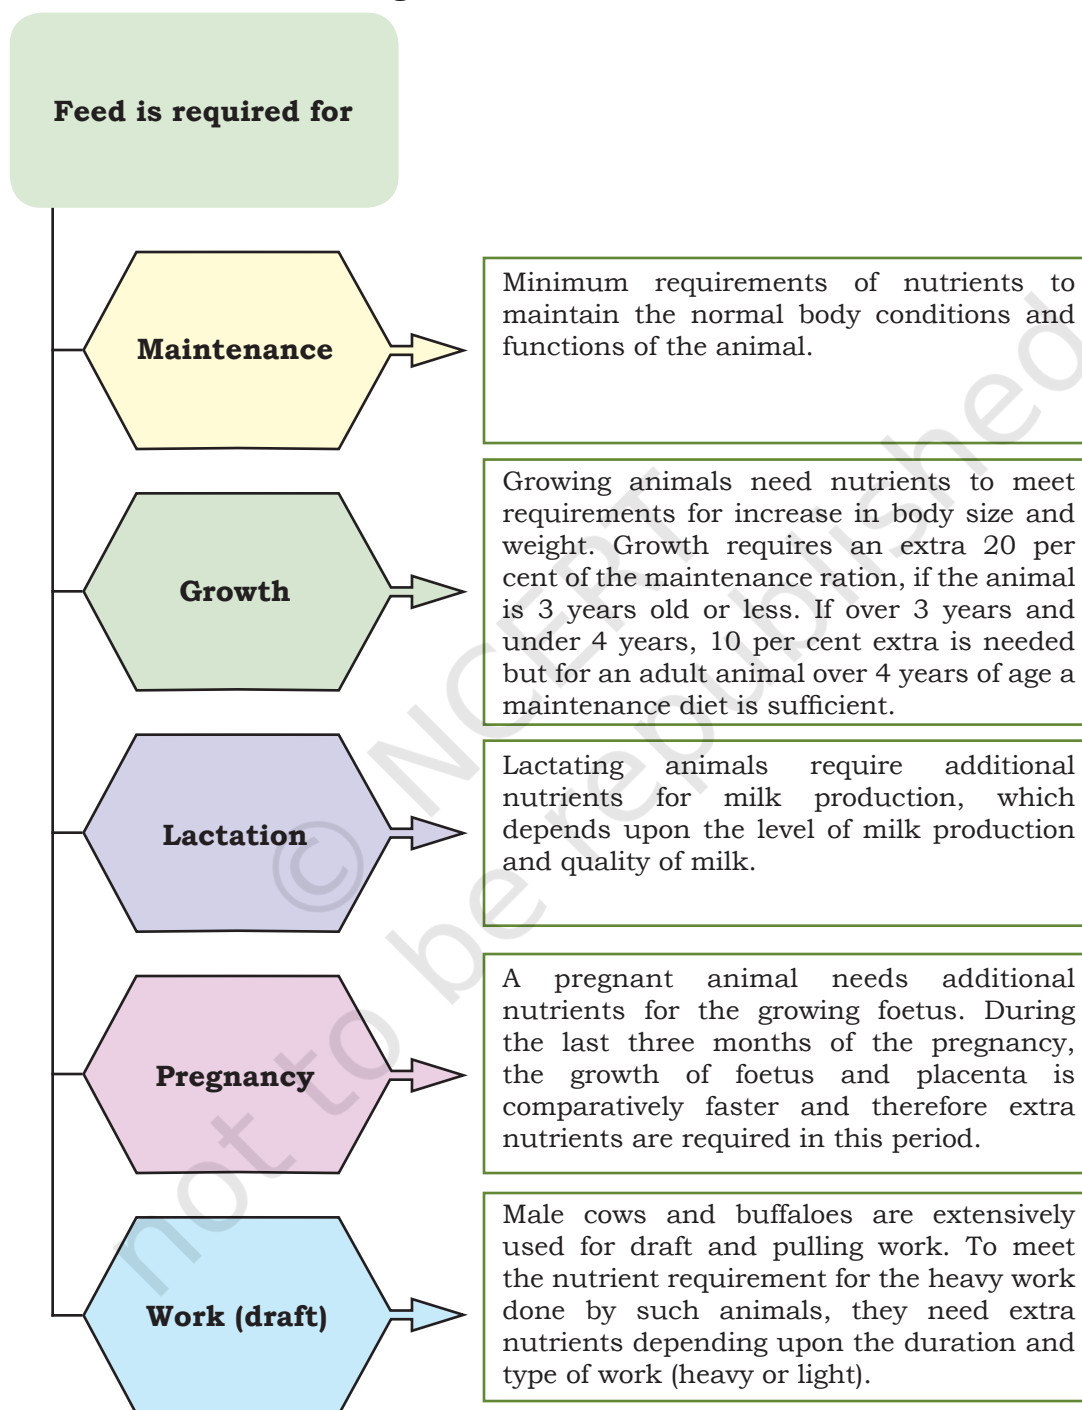 Feed is required for
Maintenance
Minimum requirements of nutrients to
maintain the normal body conditions and
functions of the animal.
Growth
Growing animals need nutrients to meet
requirements for increase in body size and
weight. Growth requires an extra 20 per
cent of the maintenance ration, if the animal
is 3 years old or less. If over 3 years and
under 4 years, 10 per cent extra is needed
but for an adult animal over 4 years of age a
maintenance diet is sufficient.
Lactation
Lactating animals require additional
nutrients for milk production, which
depends upon the level of milk production
and quality of milk.
Pregnancy
A pregnant animal needs additional
nutrients for the growing foetus. During
the last three months of the pregnancy,
the growth of foetus and placenta is
comparatively faster and therefore extra
nutrients are required in this period.
Work (draft)
Male cows and buffaloes are extensively
used for draft and pulling work. To meet
the nutrient requirement for the heavy work
done by such animals, they need extra
nutrients depending upon the duration and
type of work (heavy or light).
© NCERT
not to be republished